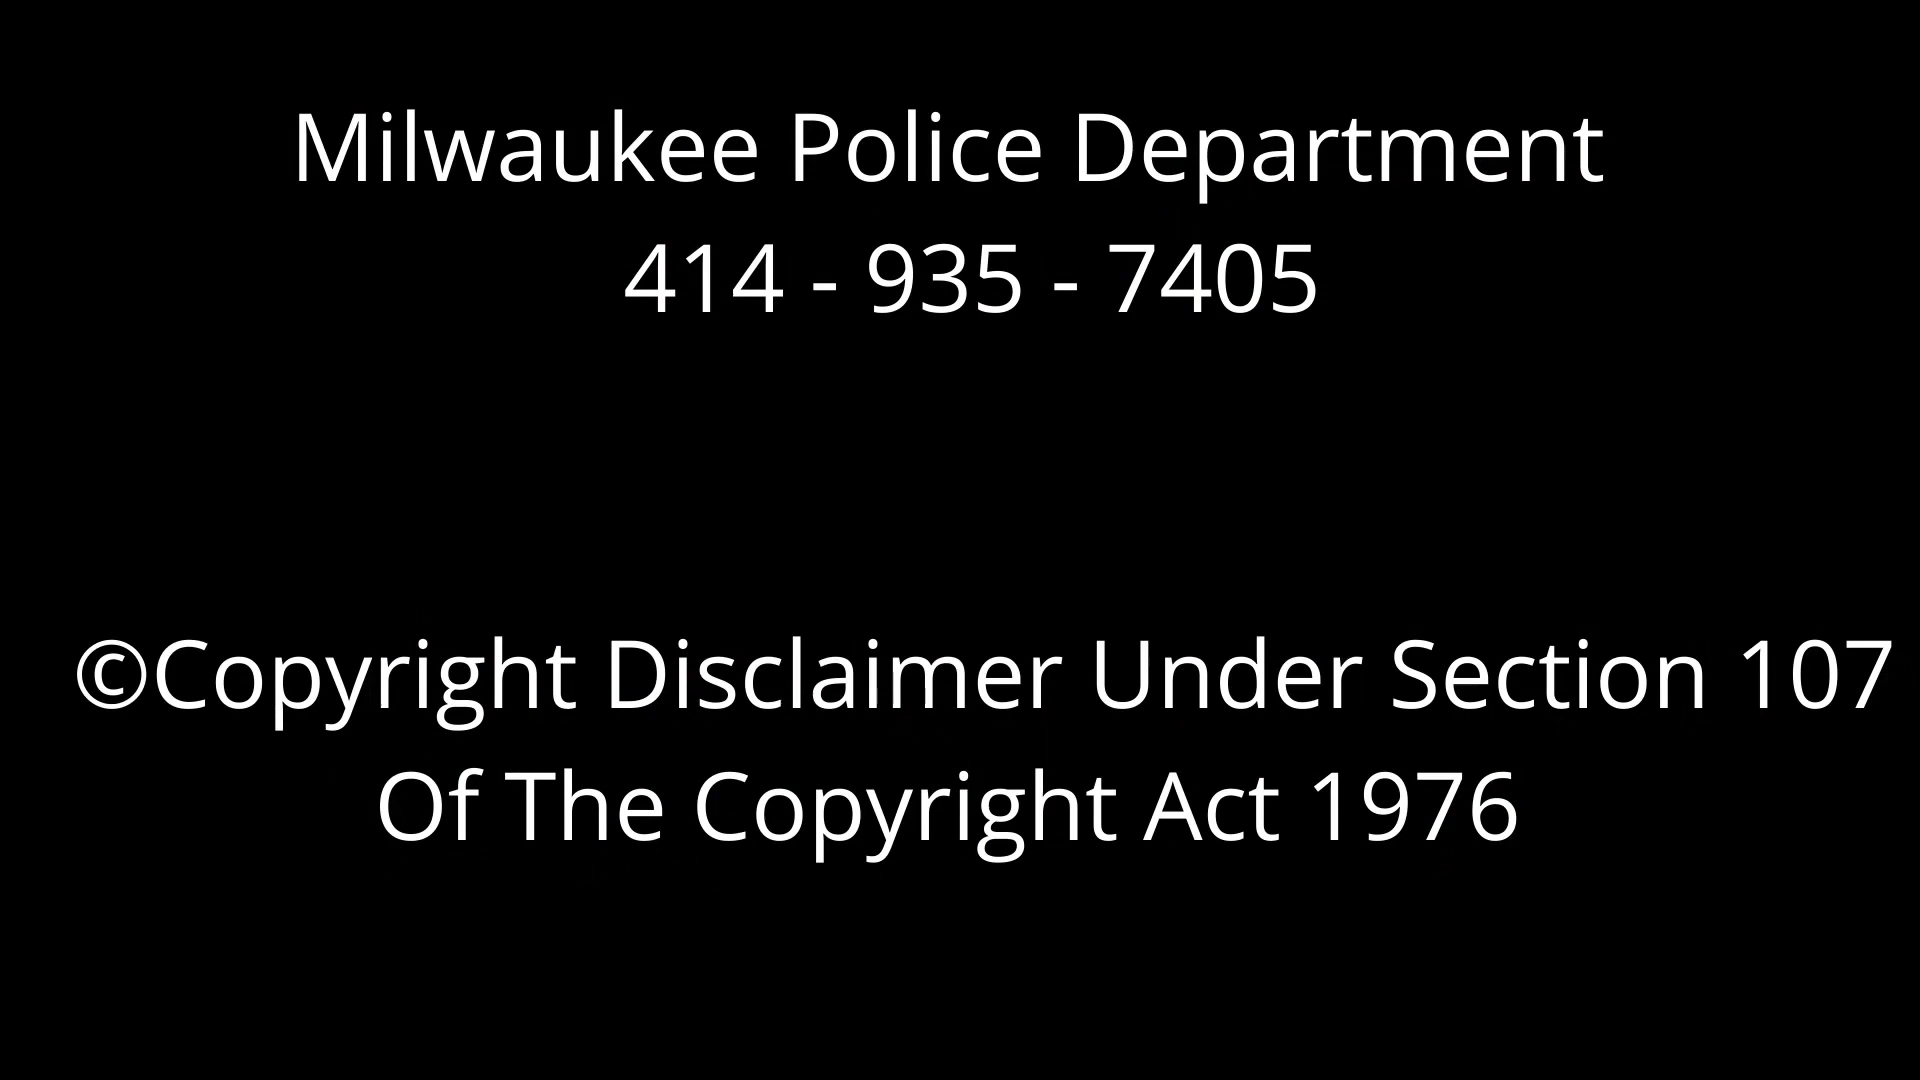 Milwaukee Police Department
414 - 935 - 7405
©Copyright Disclaimer Under Section 107
Of The Copyright Act 1976